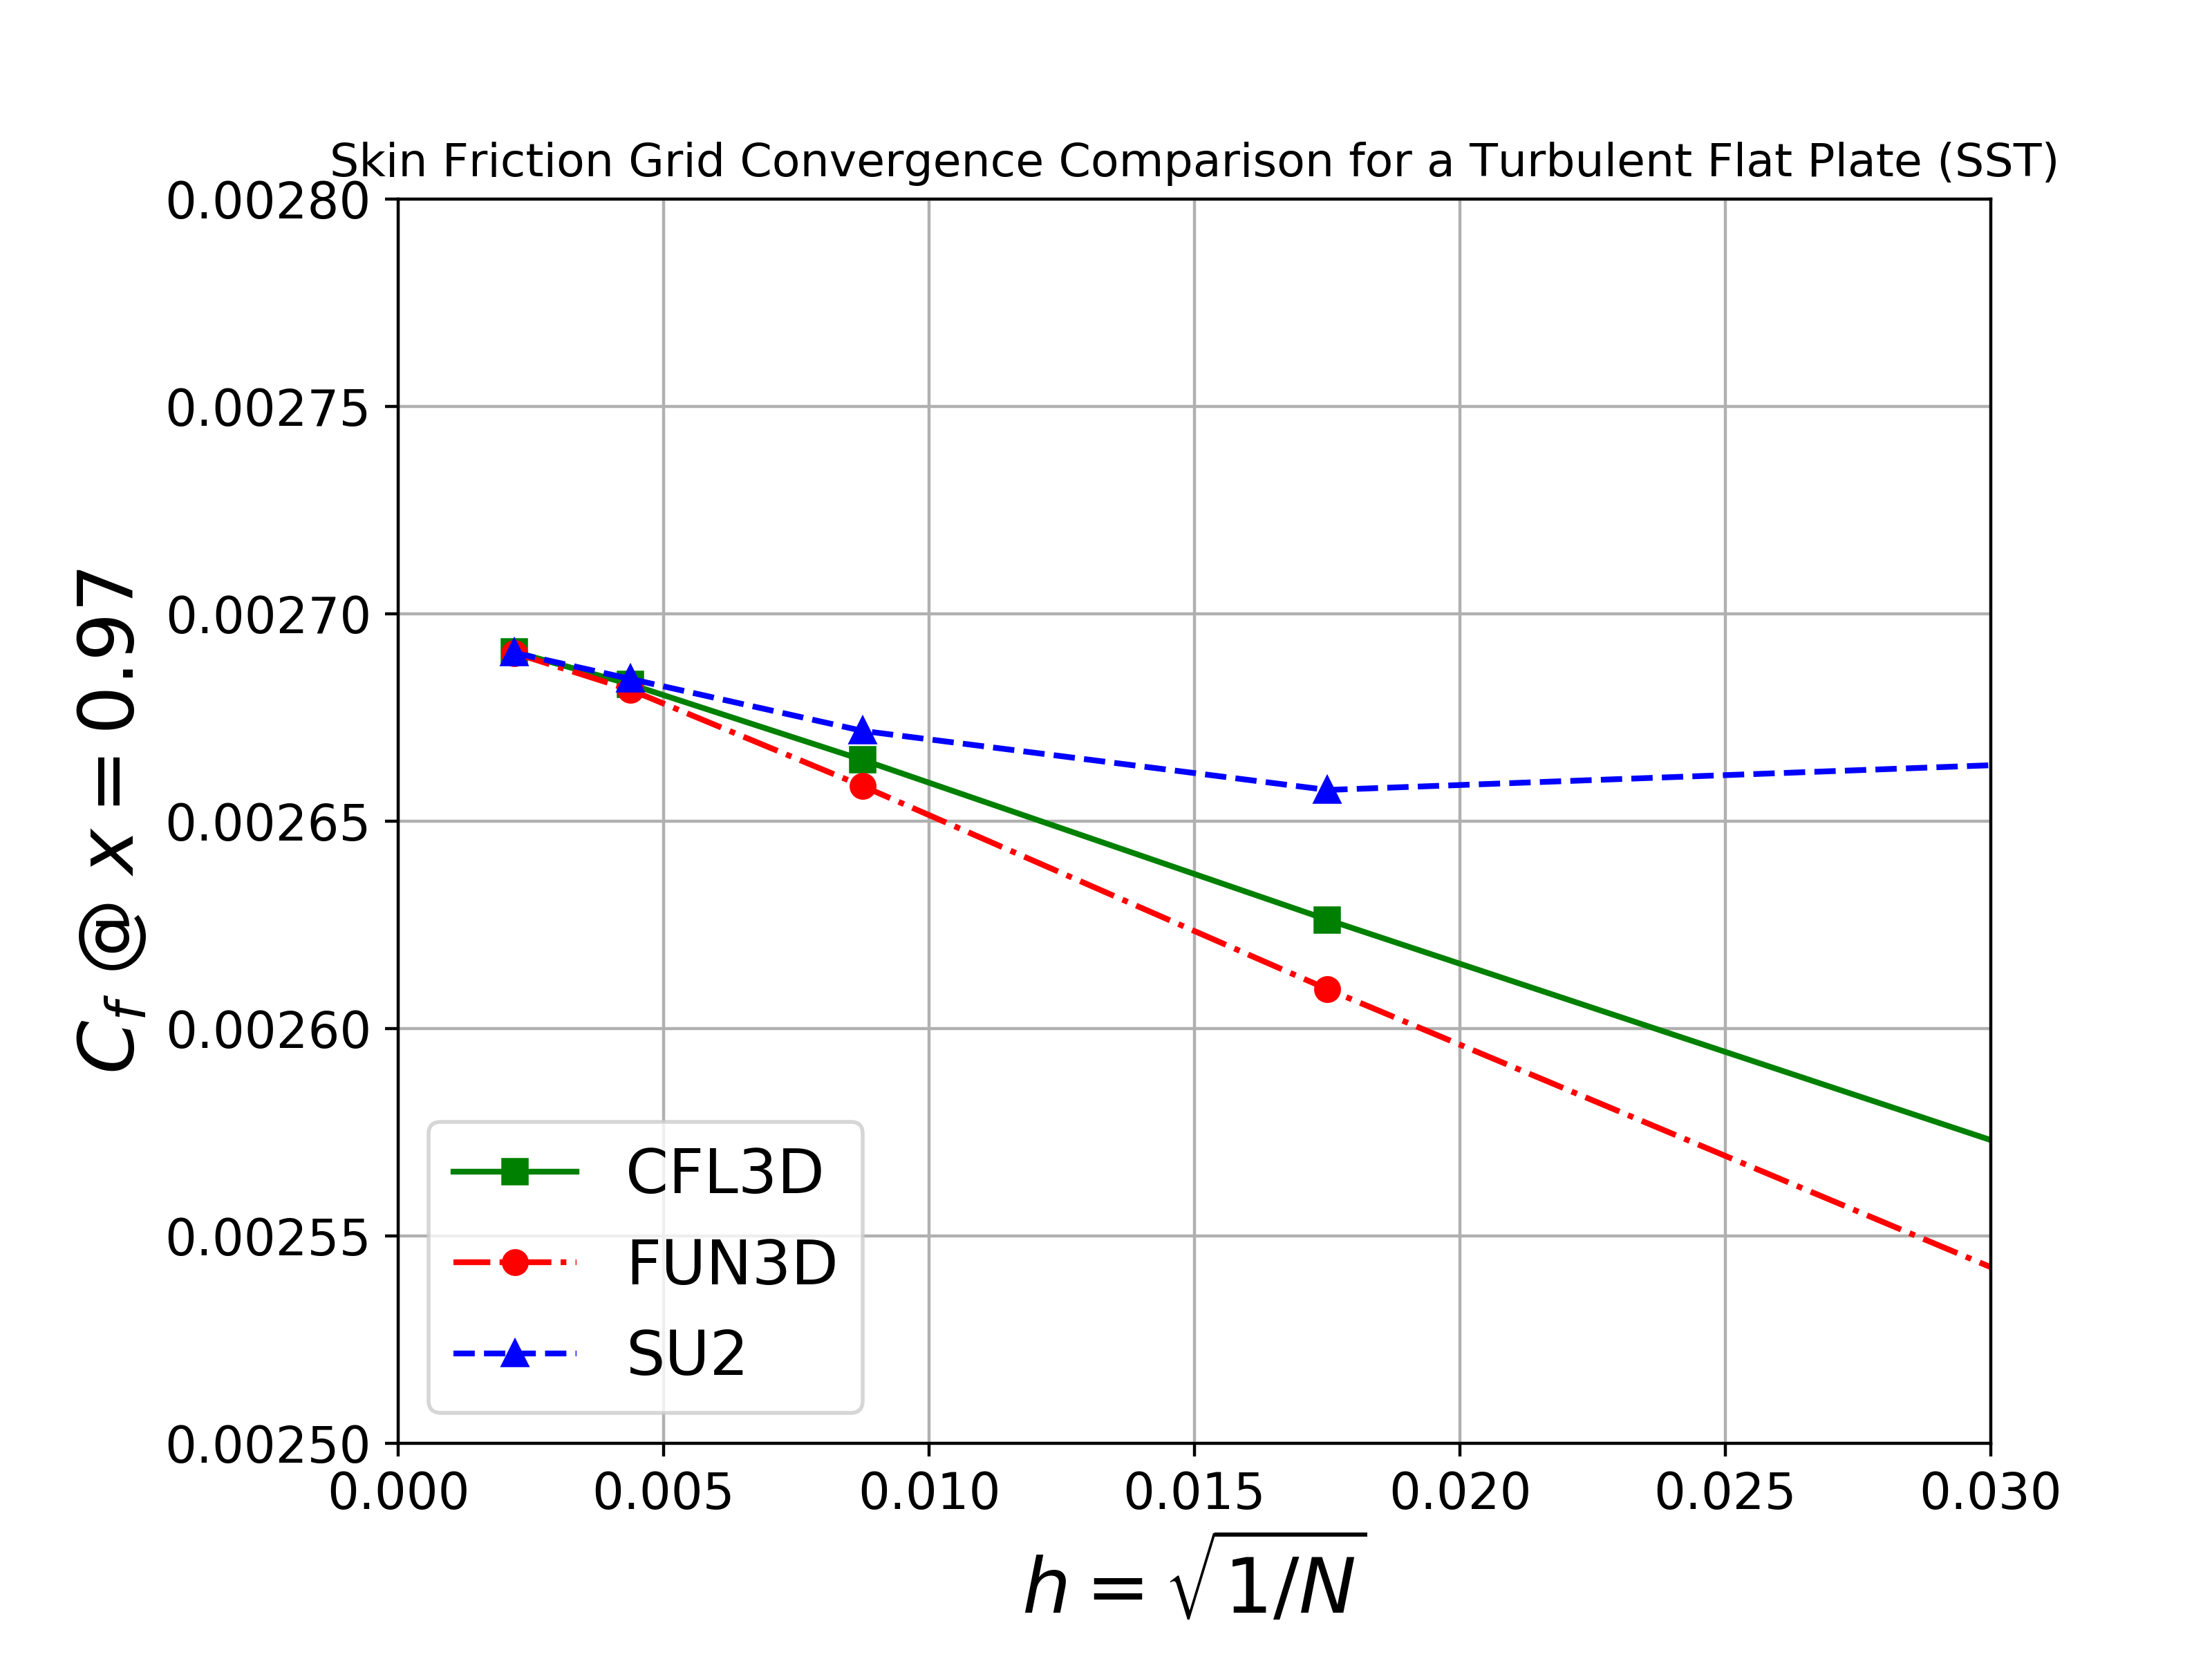 Skin Friction Grid Convergence Comparison for a Turbulent Flat Plate (SST)
0.00280
0.00275
0.00270
0.00265
0.00260
0.00255
0.00250
C_f @ x = 0.97
CFL3D
FUN3D
SU2
0.000 0.005 0.010 0.015 0.020 0.025 0.030
h = √1/N